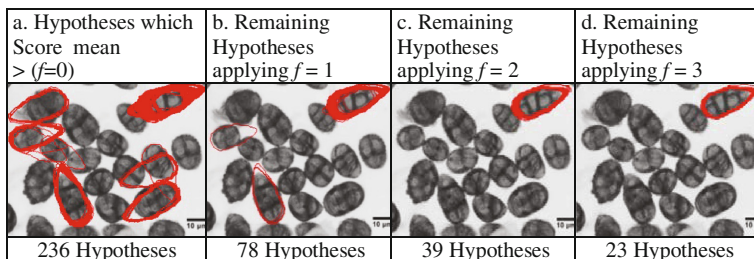 a. Hypotheses which
Score mean
> (f=0)
b. Remaining
Hypotheses
applying f = 1
c. Remaining
Hypotheses
applying f = 2
d. Remaining
Hypotheses
applying f = 3
10 µm
10 µm
10 µm
10 µm
236 Hypotheses
78 Hypotheses
39 Hypotheses
23 Hypotheses